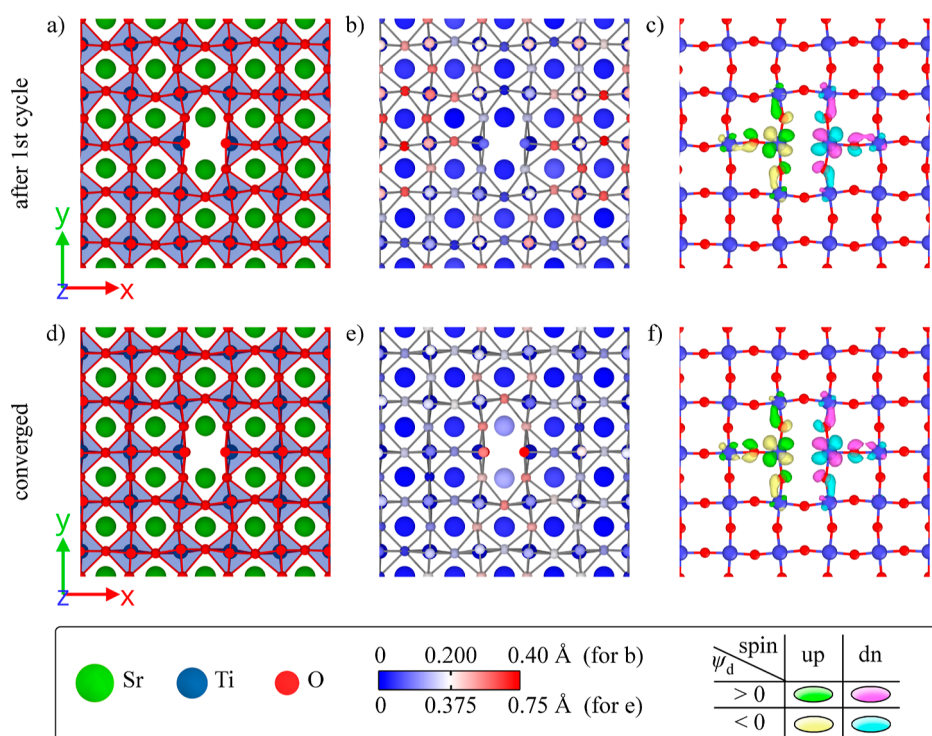 a)
b)
c)
after 1st cycle
y
z
x
d)
e)
f)
converged
y
z
x
Sr
Ti
O
0 0.200 0.40 Å (for b)
0 0.375 0.75 Å (for e)
spin
ψd
up
dn
> 0
< 0